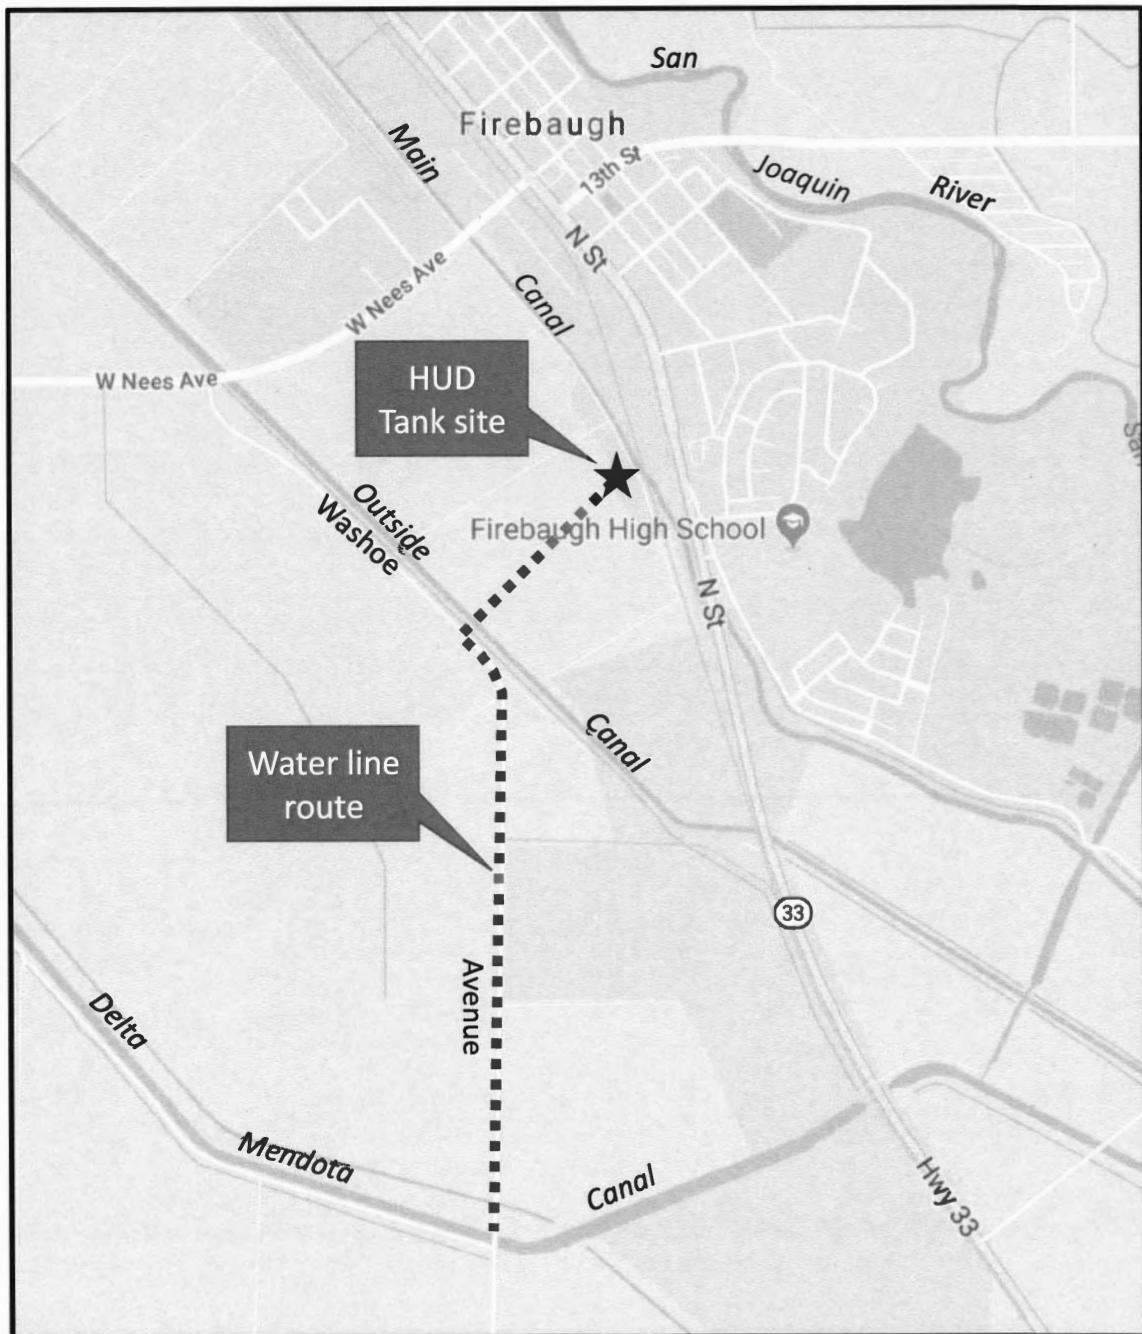 San
Firebaugh
Main
13th St
Joaquin
River
N St
W Nees Ave
Canal
W Nees Ave
HUD
Tank site
San
Outside
Washoe
Firebaugh High School
N St
Canal
Water line
route
33
Avenue
Delta
Mendota
Canal
Hwy 33